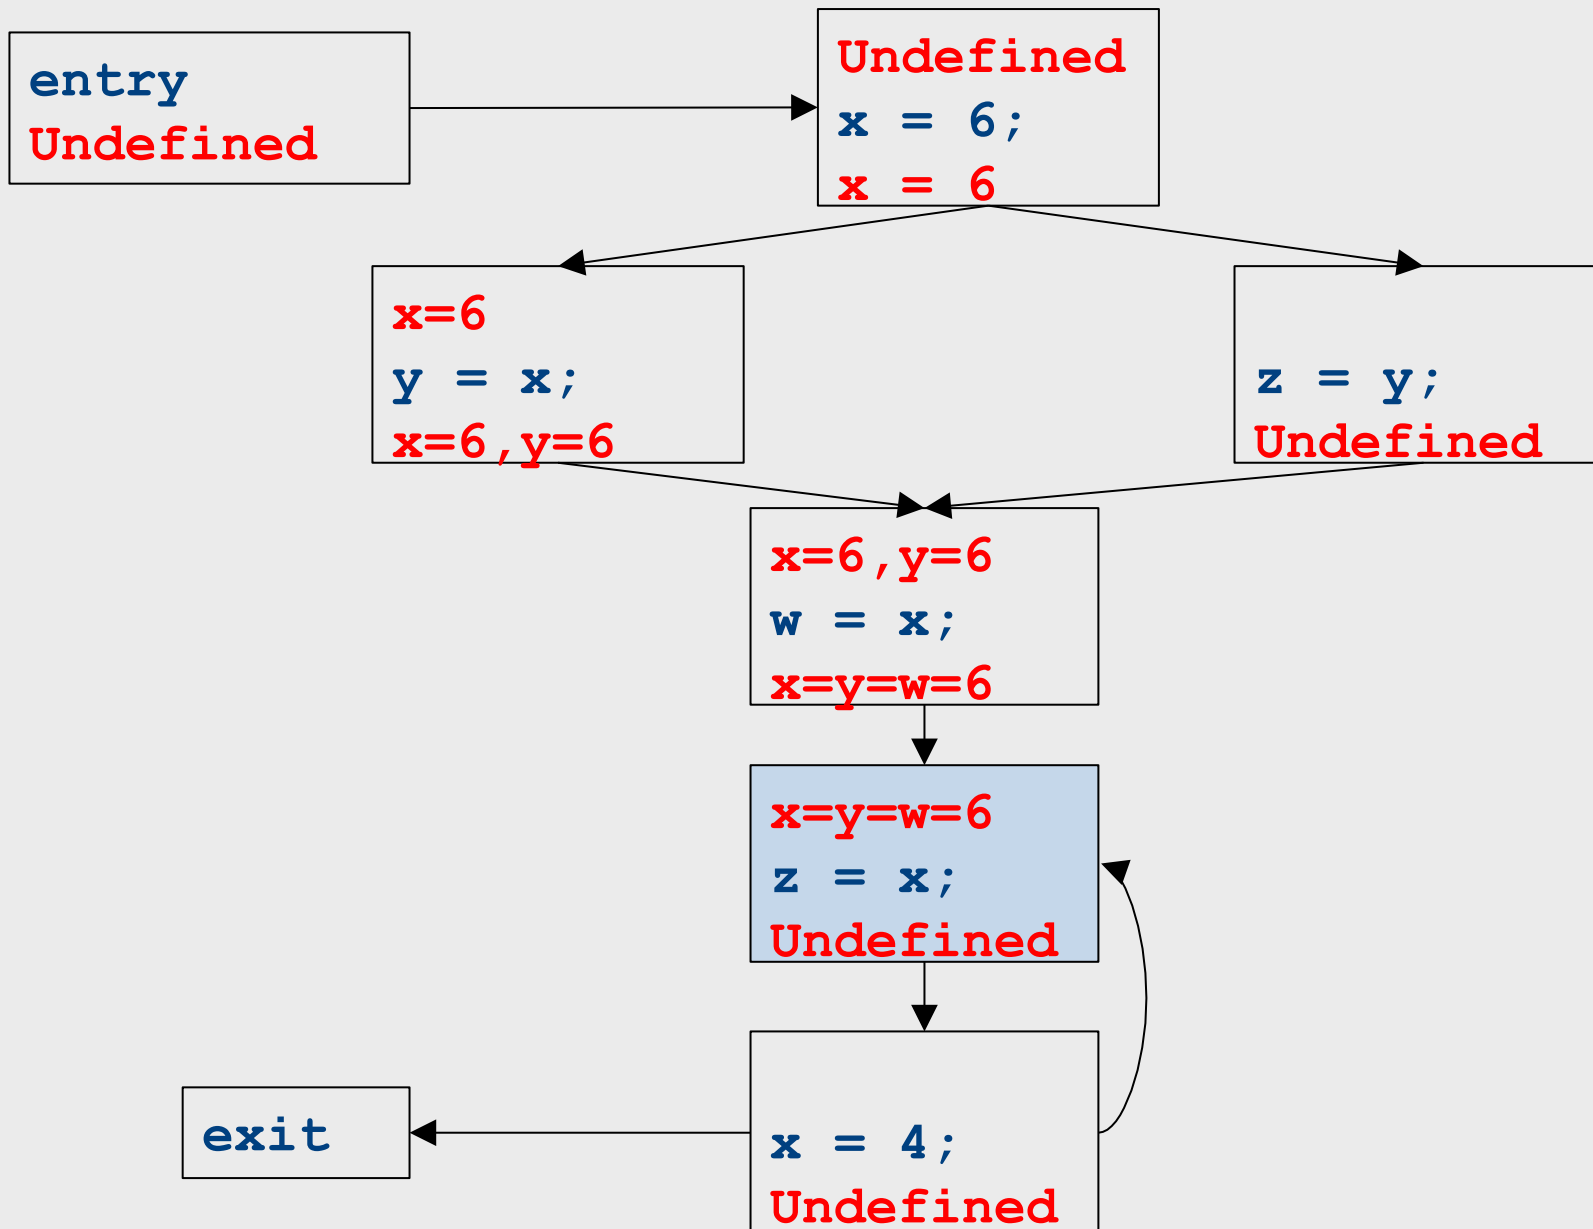 entry
Undefined
Undefined
x = 6;
x = 6
x=6
y = x;
x=6,y=6
z = y;
Undefined
x=6,y=6
w = x;
x=y=w=6
x=y=w=6
z = x;
Undefined
exit
x = 4;
Undefined